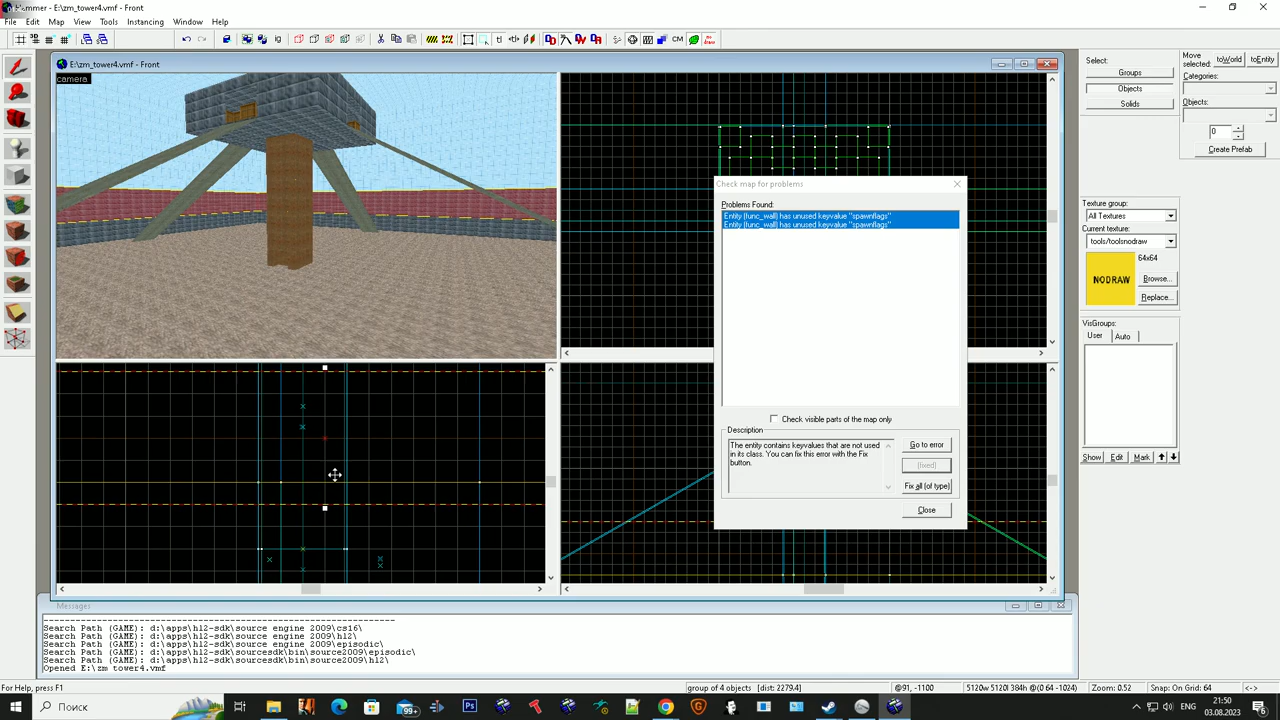 Hammer - E:\zm_tower4.vmf - Front
File Edit Map View Tools Instancing Window Help
E:\zm_tower4.vmf - Front
camera
Check map for problems
Problems Found:
Entity (func_wall) has unused keyvalue "spawnflags"
Entity (func_wall) has unused keyvalue "spawnflags"
Check visible parts of the map only
Description
The entity contains keyvalues that are not used
in its class. You can fix this error with the Fix
button.
Go to error
(fixed)
Fix all (of type)
Close
Select:
Groups
Objects
Solids
Move
selected:
toWorld
toEntity
Categories:
Objects:
0
Create Prefab
Texture group:
All Textures
Current texture:
tools/toolsnodraw
64x64
NODRAW
Browse...
Replace...
VisGroups:
User Auto
Show Edit Mark
Messages
Search Path (GAME): d:\apps\hl2-sdk\source engine 2009\cs16\
Search Path (GAME): d:\apps\hl2-sdk\source engine 2009\hl2\
Search Path (GAME): d:\apps\hl2-sdk\source engine 2009\episodic\
Search Path (GAME): d:\apps\hl2-sdk\sourcesdk\bin\source2009\episodic\
Search Path (GAME): d:\apps\hl2-sdk\sourcesdk\bin\source2009\hl2\
Opened E:\zm_tower4.vmf
For Help, press F1
group of 4 objects [dist: 2279.4]
@91, -1100
5120w 5120l 384h @(0 64 -1024)
Zoom: 0.52
Snap: On Grid: 64
<->
Поиск
99+
ENG
21:50
03.08.2023